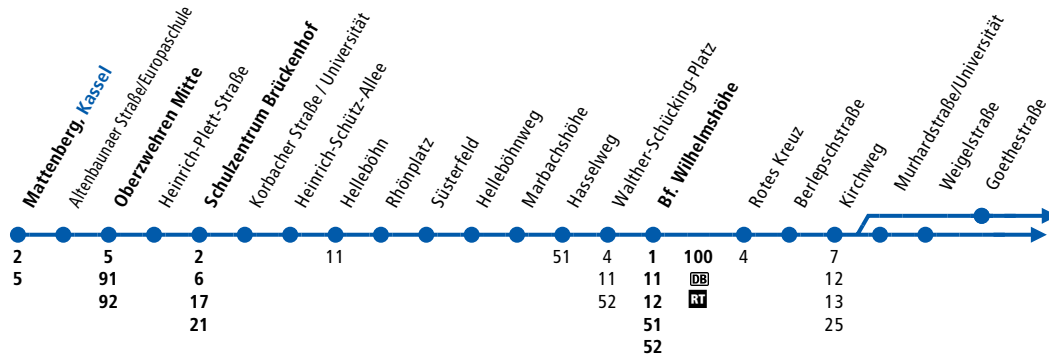 Mattenberg, Kassel
Altenbaunaer Straße/Europaschule
Oberzwehren Mitte
Heinrich-Plett-Straße
Schulzentrum Brückenhof
Korbacher Straße / Universität
Heinrich-Schütz-Allee
Helleböhn
Rhönplatz
Süsterfeld
Helleböhnweg
Marbachshöhe
Hasselweg
Walther-Schücking-Platz
Bf. Wilhelmshöhe
Rotes Kreuz
Berlepschstraße
Kirchweg
Murhardstraße/Universität
Weigelstraße
Goethestraße
2 5 2 11 51 4 1 100 4 7
5 91 6 11 11 DB 12
92 17 52 12 RT 13
21 51 25
52